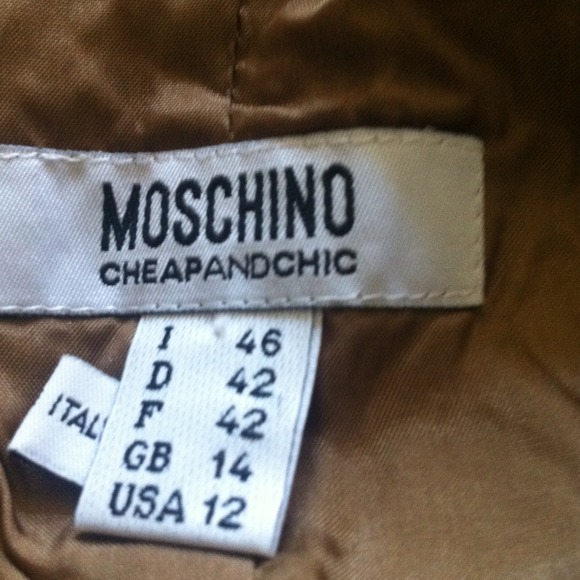 MOSCHINO
CHEAPANDCHIC
I 46
D 42
F 42
GB 14
USA 12